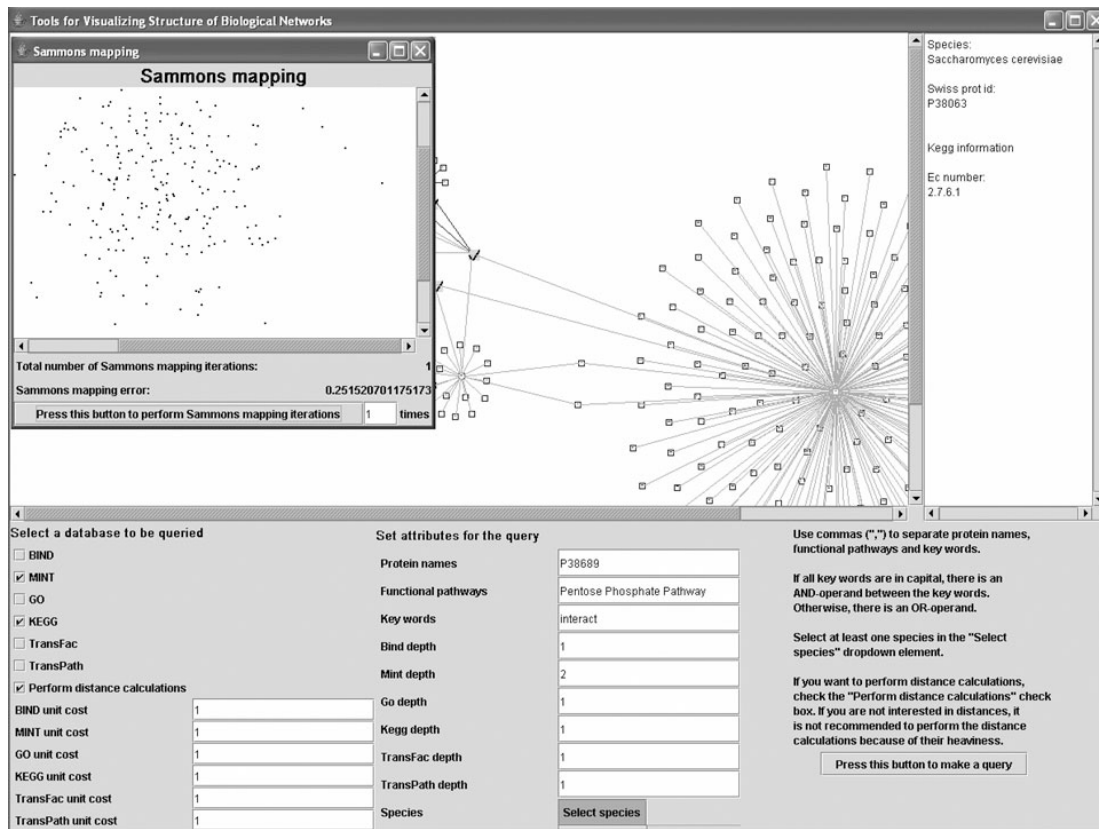 Tools for Visualizing Structure of Biological Networks
Sammons mapping
Sammons mapping
Total number of Sammons mapping iterations: 1
Sammons mapping error: 0.251520701175173
Press this button to perform Sammons mapping iterations 1 times
Species:
Saccharomyces cerevisiae
Swiss prot id:
P38063
Kegg information
Ec number:
2.7.6.1
Select a database to be queried
BIND
MINT
GO
KEGG
TransFac
TransPath
Perform distance calculations
BIND unit cost 1
MINT unit cost 1
GO unit cost 1
KEGG unit cost 1
TransFac unit cost 1
TransPath unit cost 1
Set attributes for the query
Protein names P38689
Functional pathways Pentose Phosphate Pathway
Key words interact
Bind depth 1
Mint depth 2
Go depth 1
Kegg depth 1
TransFac depth 1
TransPath depth 1
Species Select species
Use commas (",") to separate protein names,
functional pathways and key words.
If all key words are in capital, there is an
AND-operand between the key words.
Otherwise, there is an OR-operand.
Select at least one species in the "Select
species" dropdown element.
If you want to perform distance calculations,
check the "Perform distance calculations" check
box. If you are not interested in distances, it
is not recommended to perform the distance
calculations because of their heaviness.
Press this button to make a query